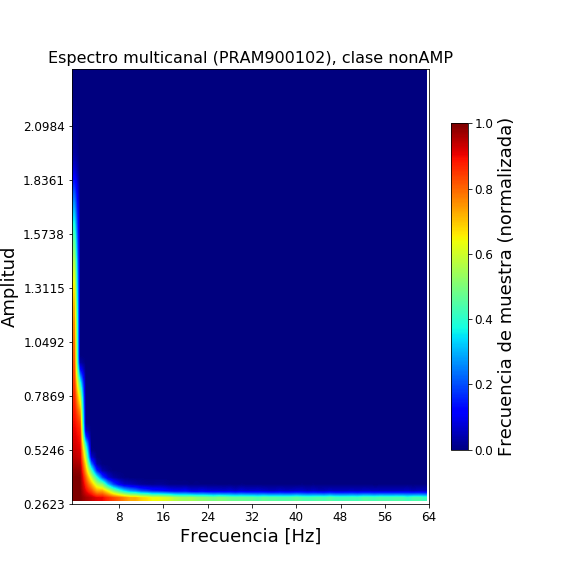 Espectro multicanal (PRAM900102), clase nonAMP
2.0984
1.8361
1.5738
1.3115
1.0492
0.7869
0.5246
0.2623
Amplitud
8 16 24 32 40 48 56 64
Frecuencia [Hz]
1.0
0.8
0.6
0.4
0.2
0.0
Frecuencia de muestra (normalizada)